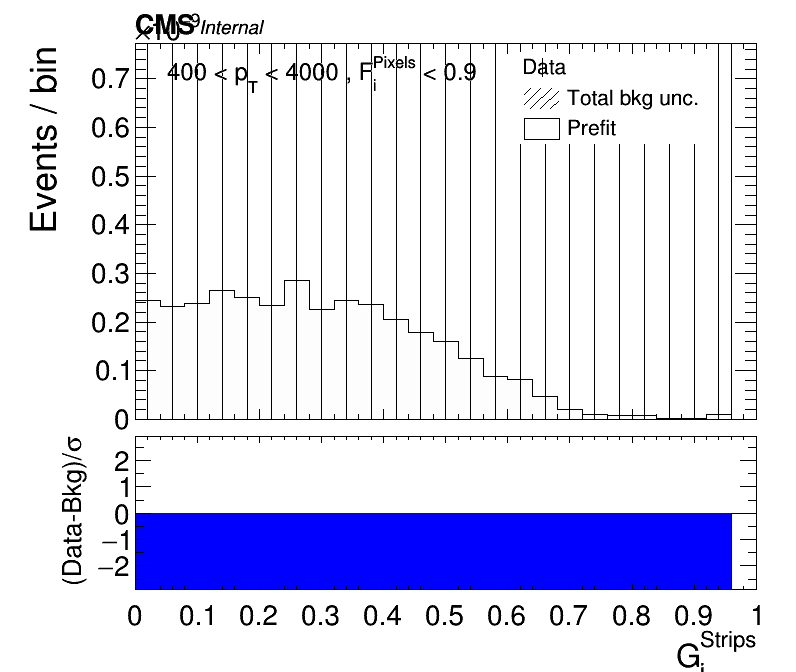 CMS Internal
×10⁹
400 < p_T < 4000 , F_i^Pixels < 0.9
Data
Total bkg unc.
Prefit
Events / bin
0.7
0.6
0.5
0.4
0.3
0.2
0.1
0
(Data-Bkg)/σ
2
1
0
−1
−2
0 0.1 0.2 0.3 0.4 0.5 0.6 0.7 0.8 0.9 1
G_i^Strips